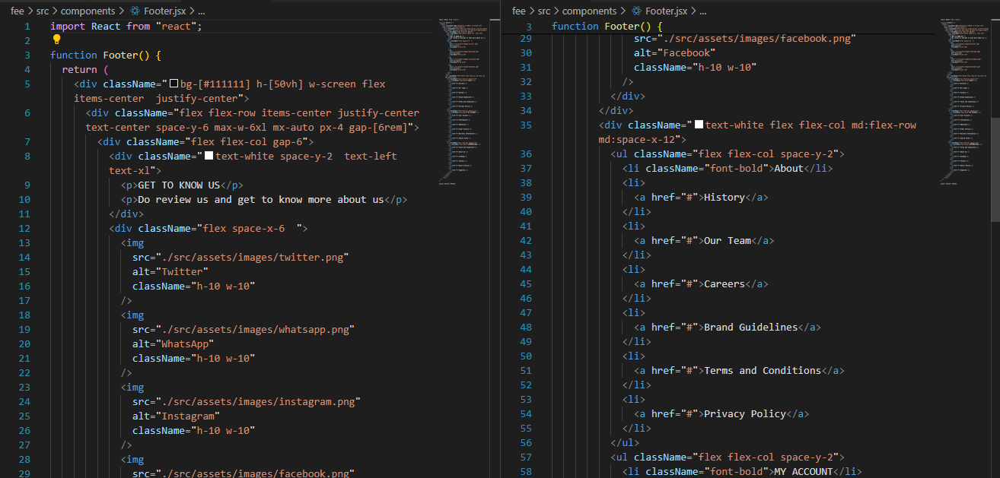 fee > src > components > Footer.jsx > ...
1 import React from "react";
2
3 function Footer() {
4 return (
5 <div className="bg-[#111111] h-[50vh] w-screen flex
items-center  justify-center">
6 <div className="flex flex-row items-center justify-center
text-center space-y-6 max-w-6xl mx-auto px-4 gap-[6rem]">
7 <div className="flex flex-col gap-6">
8 <div className="text-white space-y-2  text-left
text-xl">
9 <p>GET TO KNOW US</p>
10 <p>Do review us and get to know more about us</p>
11 </div>
12 <div className="flex space-x-6  ">
13 <img
14 src="./src/assets/images/twitter.png"
15 alt="Twitter"
16 className="h-10 w-10"
17 />
18 <img
19 src="./src/assets/images/whatsapp.png"
20 alt="WhatsApp"
21 className="h-10 w-10"
22 />
23 <img
24 src="./src/assets/images/instagram.png"
25 alt="Instagram"
26 className="h-10 w-10"
27 />
28 <img
29 src="./src/assets/images/facebook.png"
fee > src > components > Footer.jsx > ...
3 function Footer() {
29 src="./src/assets/images/facebook.png"
30 alt="Facebook"
31 className="h-10 w-10"
32 />
33 </div>
34 </div>
35 <div className="text-white flex flex-col md:flex-row
md:space-x-12">
36 <ul className="flex flex-col space-y-2">
37 <li className="font-bold">About</li>
38 <li>
39 <a href="#">History</a>
40 </li>
41 <li>
42 <a href="#">Our Team</a>
43 </li>
44 <li>
45 <a href="#">Careers</a>
46 </li>
47 <li>
48 <a href="#">Brand Guidelines</a>
49 </li>
50 <li>
51 <a href="#">Terms and Conditions</a>
52 </li>
53 <li>
54 <a href="#">Privacy Policy</a>
55 </li>
56 </ul>
57 <ul className="flex flex-col space-y-2">
58 <li className="font-bold">MY ACCOUNT</li>